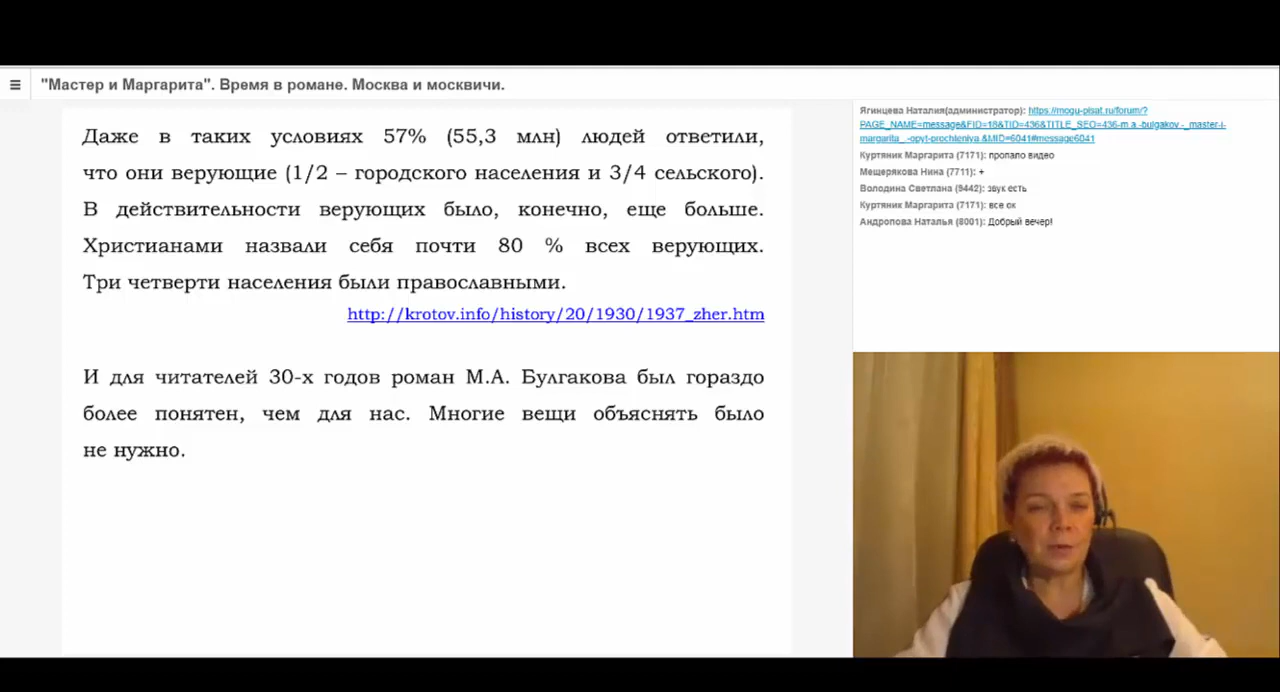 "Мастер и Маргарита". Время в романе. Москва и москвичи.
Даже в таких условиях 57% (55,3 млн) людей ответили,
что они верующие (1/2 – городского населения и 3/4 сельского).
В действительности верующих было, конечно, еще больше.
Христианами назвали себя почти 80 % всех верующих.
Три четверти населения были православными.
http://krotov.info/history/20/1930/1937_zher.htm
И для читателей 30-х годов роман М.А. Булгакова был гораздо
более понятен, чем для нас. Многие вещи объяснять было
не нужно.
Ягинцева Наталия(администратор): https://mogu-pisat.ru/forum/?
PAGE_NAME=message&FID=18&TID=436&TITLE_SEO=436-m.a.-bulgakov.-_master-i-
margarita_.-opyt-prochteniya.&MID=6041#message6041
Куртяник Маргарита (7171): пропало видео
Мещерякова Нина (7711): +
Володина Светлана (9442): звук есть
Куртяник Маргарита (7171): все ок
Андропова Наталья (8001): Добрый вечер!